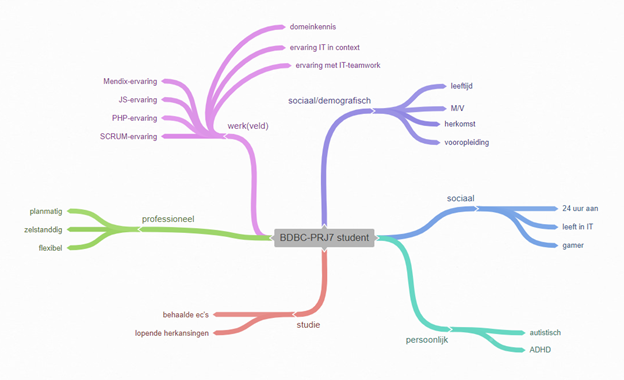 domeinkennis
ervaring IT in context
ervaring met IT-teamwork
Mendix-ervaring
JS-ervaring
PHP-ervaring
SCRUM-ervaring
werk(veld)
sociaal/demografisch
leeftijd
M/V
herkomst
vooropleiding
professioneel
planmatig
zelstanddig
flexibel
BDBC-PRJ7 student
sociaal
24 uur aan
leeft in IT
gamer
behaalde ec's
lopende herkansingen
studie
persoonlijk
autistisch
ADHD